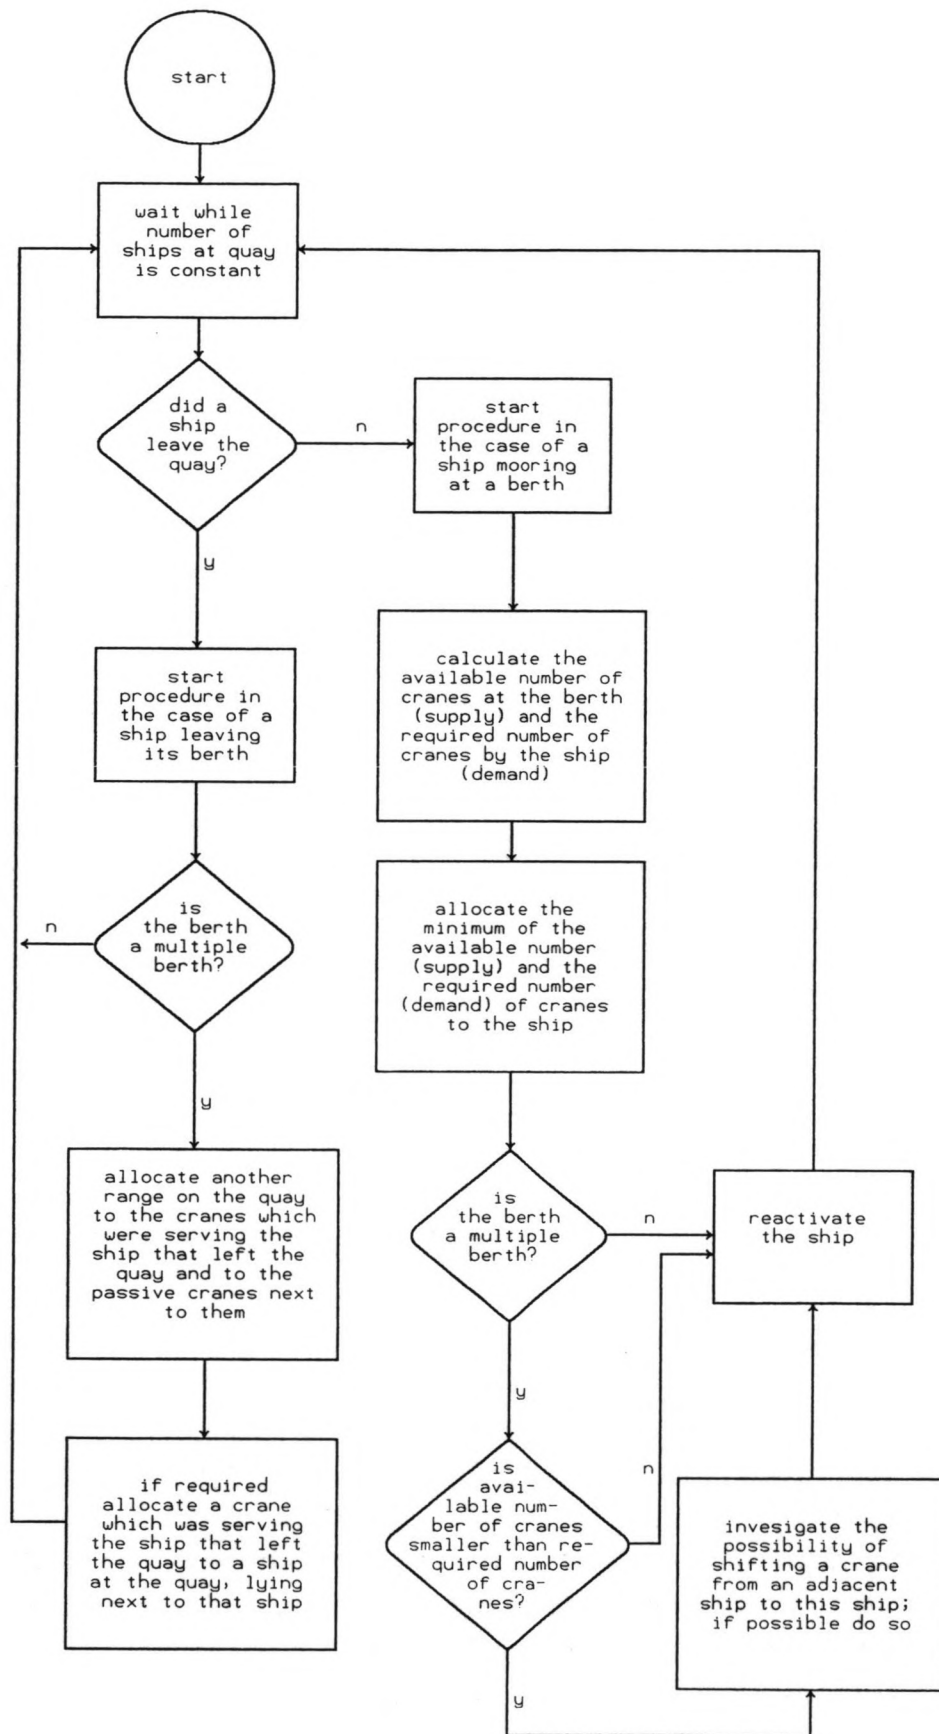 start
wait while
number of
ships at quay
is constant
did a
ship
leave the
quay?
n
start
procedure in
the case of a
ship mooring
at a berth
y
start
procedure in
the case of a
ship leaving
its berth
calculate the
available number of
cranes at the berth
(supply) and the
required number of
cranes by the ship
(demand)
is
the berth
a multiple
berth?
n
allocate the
minimum of the
available number
(supply) and the
required number
(demand) of cranes
to the ship
y
allocate another
range on the quay
to the cranes which
were serving the
ship that left the
quay and to the
passive cranes next
to them
is
the berth
a multiple
berth?
n
reactivate
the ship
y
if required
allocate a crane
which was serving
the ship that left
the quay to a ship
at the quay, lying
next to that ship
is
avai-
lable num-
ber of cranes
smaller than re-
quired number
of cra-
nes?
n
invesigate the
possibility of
shifting a crane
from an adjacent
ship to this ship;
if possible do so
y